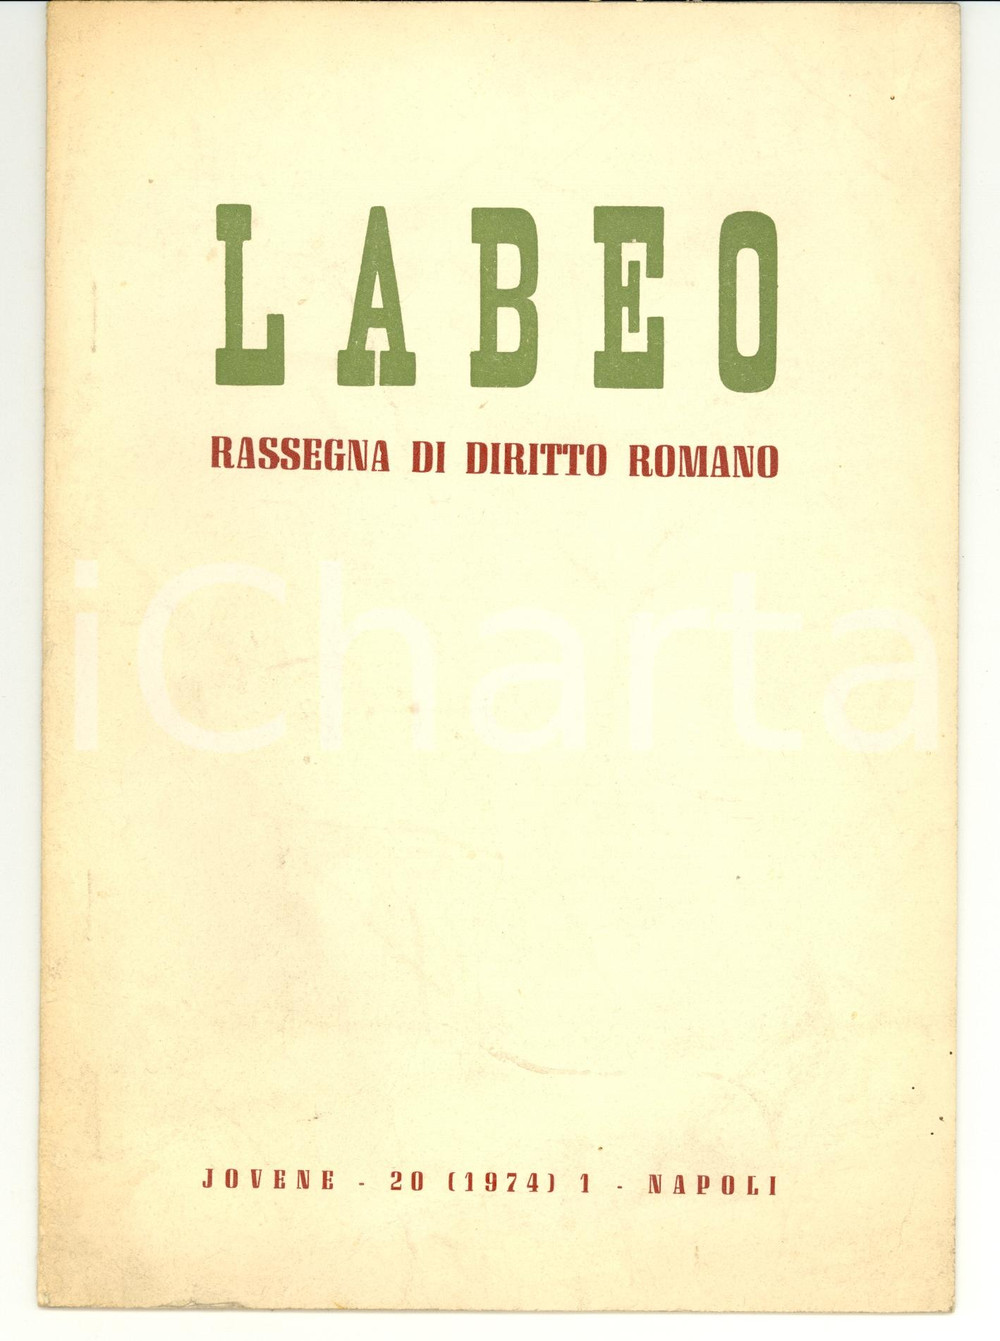 LABEO
RASSEGNA DI DIRITTO ROMANO
iCharta
JOVENE - 20 (1974) 1 - NAPOLI